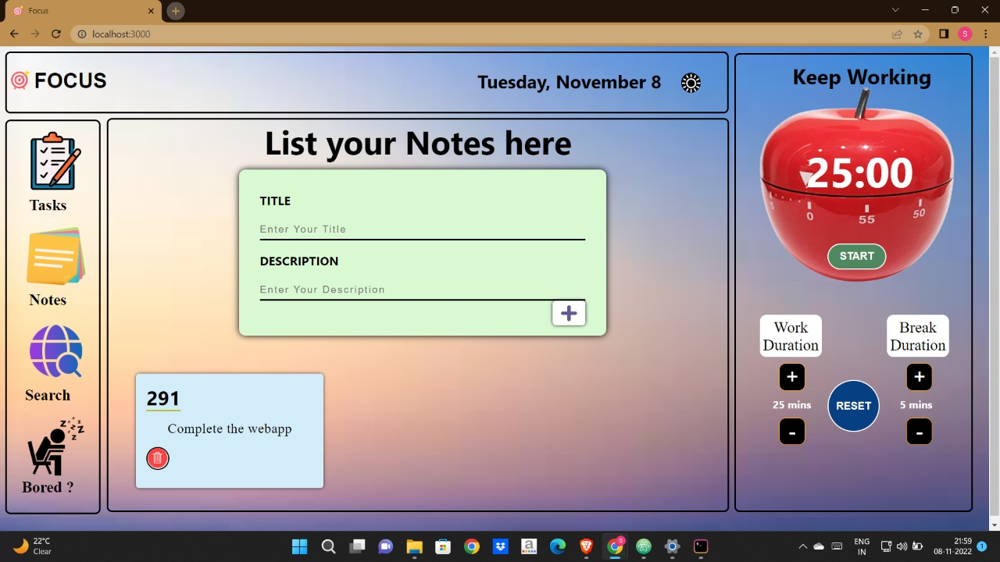 Focus
localhost:3000
S
FOCUS
Tuesday, November 8
Keep Working
Tasks
Notes
Search
Bored ?
List your Notes here
TITLE
Enter Your Title
DESCRIPTION
Enter Your Description
+
291
Complete the webapp
25:00
5
0
55
50
START
Work
Duration
Break
Duration
+
+
25 mins
RESET
5 mins
-
-
22°C
Clear
ENG
IN
21:59
08-11-2022
1